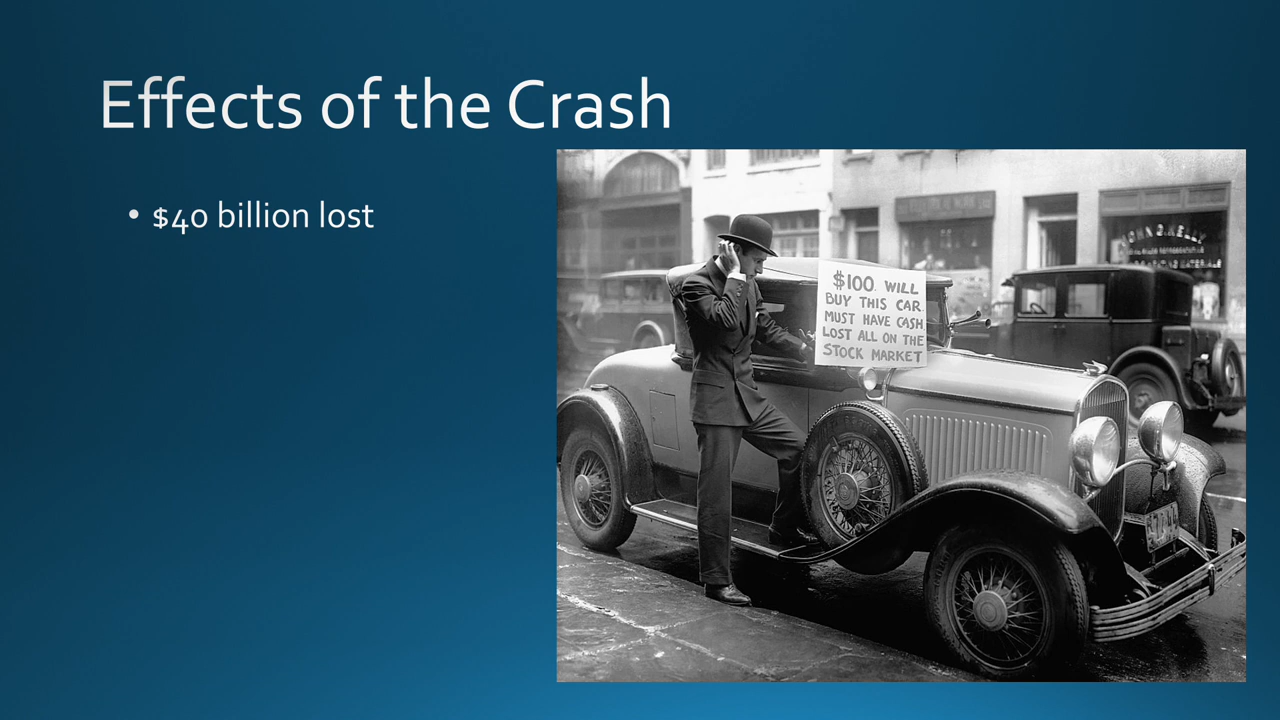 Effects of the Crash
• $40 billion lost
$100. WILL
BUY THIS CAR.
MUST HAVE CASH
LOST ALL ON THE
STOCK MARKET